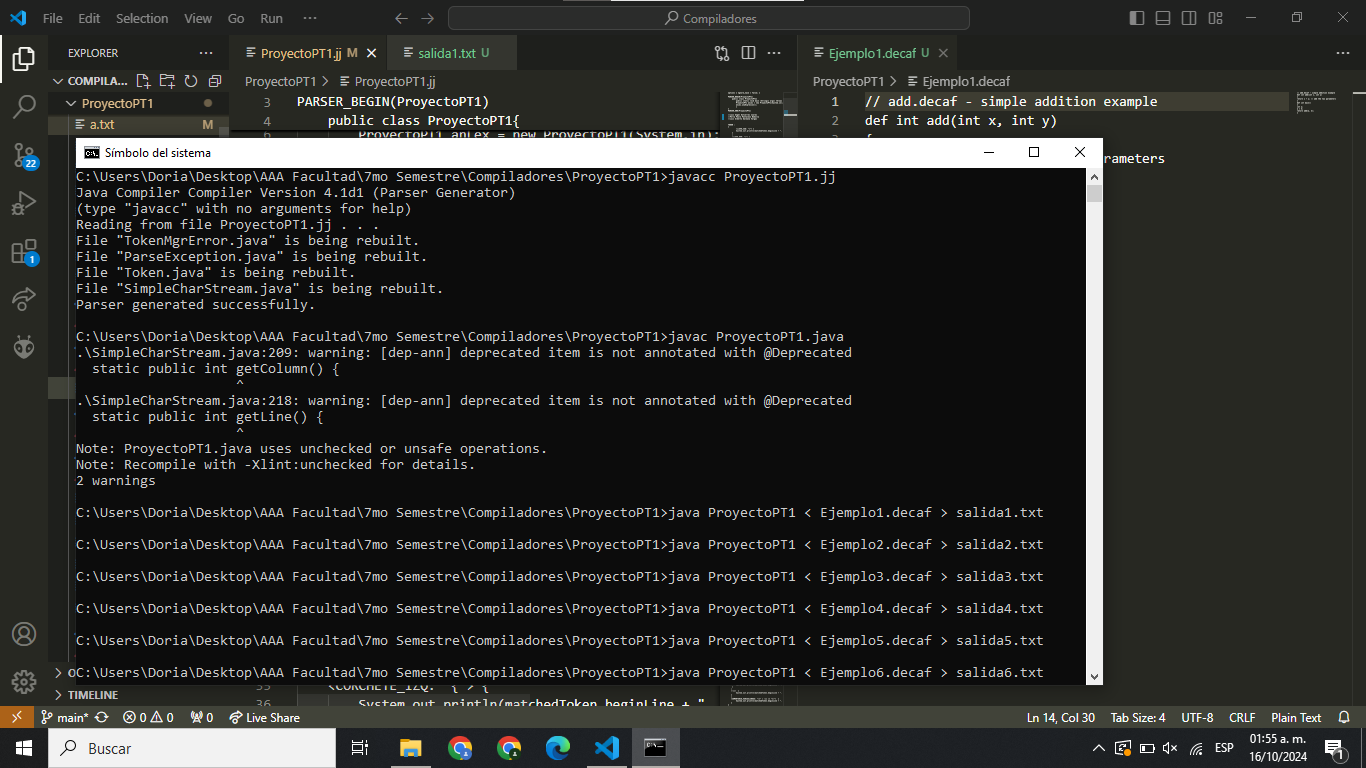 File Edit Selection View Go Run ··· Compiladores
EXPLORER ···
ProyectoPT1.jj M
salida1.txt U
Ejemplo1.decaf U
COMPILA...
ProyectoPT1 > ProyectoPT1.jj
ProyectoPT1 > Ejemplo1.decaf
ProyectoPT1
a.txt M
3 PARSER_BEGIN(ProyectoPT1)
4 public class ProyectoPT1{
6 ProyectoPT1 anLex = new ProyectoPT1(System.in);
1 // add.decaf - simple addition example
2 def int add(int x, int y)
3 {
rameters
Símbolo del sistema
C:\Users\Doria\Desktop\AAA Facultad\7mo Semestre\Compiladores\ProyectoPT1>javacc ProyectoPT1.jj
Java Compiler Compiler Version 4.1d1 (Parser Generator)
(type "javacc" with no arguments for help)
Reading from file ProyectoPT1.jj . . .
File "TokenMgrError.java" is being rebuilt.
File "ParseException.java" is being rebuilt.
File "Token.java" is being rebuilt.
File "SimpleCharStream.java" is being rebuilt.
Parser generated successfully.
C:\Users\Doria\Desktop\AAA Facultad\7mo Semestre\Compiladores\ProyectoPT1>javac ProyectoPT1.java
.\SimpleCharStream.java:209: warning: [dep-ann] deprecated item is not annotated with @Deprecated
static public int getColumn() {
^
.\SimpleCharStream.java:218: warning: [dep-ann] deprecated item is not annotated with @Deprecated
static public int getLine() {
^
Note: ProyectoPT1.java uses unchecked or unsafe operations.
Note: Recompile with -Xlint:unchecked for details.
2 warnings
C:\Users\Doria\Desktop\AAA Facultad\7mo Semestre\Compiladores\ProyectoPT1>java ProyectoPT1 < Ejemplo1.decaf > salida1.txt
C:\Users\Doria\Desktop\AAA Facultad\7mo Semestre\Compiladores\ProyectoPT1>java ProyectoPT1 < Ejemplo2.decaf > salida2.txt
C:\Users\Doria\Desktop\AAA Facultad\7mo Semestre\Compiladores\ProyectoPT1>java ProyectoPT1 < Ejemplo3.decaf > salida3.txt
C:\Users\Doria\Desktop\AAA Facultad\7mo Semestre\Compiladores\ProyectoPT1>java ProyectoPT1 < Ejemplo4.decaf > salida4.txt
C:\Users\Doria\Desktop\AAA Facultad\7mo Semestre\Compiladores\ProyectoPT1>java ProyectoPT1 < Ejemplo5.decaf > salida5.txt
C:\Users\Doria\Desktop\AAA Facultad\7mo Semestre\Compiladores\ProyectoPT1>java ProyectoPT1 < Ejemplo6.decaf > salida6.txt
22
1
35 <CORCHETE_IZQ: "{"> {
36 System.out.println(matchedToken.beginLine + "
TIMELINE
main* 0 0 0 Live Share Ln 14, Col 30 Tab Size: 4 UTF-8 CRLF Plain Text
Buscar
ESP
01:55 a. m.
16/10/2024
1